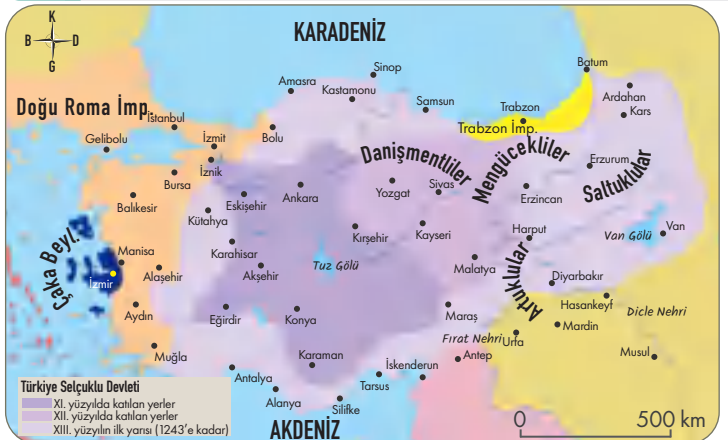 K
B D
G
KARADENİZ
Sinop
Amasra
Kastamonu
Samsun
Batum
Ardahan
Kars
Trabzon
Trabzon İmp.
Doğu Roma İmp.
İstanbul
Gelibolu
İzmit
Bolu
İznik
Bursa
Balıkesir
Danişmentliler
Mengücekliler
Saltuklular
Erzurum
Erzincan
Yozgat
Sivas
Ankara
Eskişehir
Kütahya
Kırşehir
Kayseri
Harput
Van Gölü
Van
Çaka Beyl.
Manisa
İzmir
Alaşehir
Karahisar
Akşehir
Tuz Gölü
Malatya
Artuklular
Diyarbakır
Hasankeyf
Dicle Nehri
Mardin
Aydın
Eğirdir
Konya
Maraş
Fırat Nehri
Urfa
Musul
Muğla
Karaman
Antep
İskenderun
Tarsus
Antalya
Alanya
Silifke
AKDENİZ
Türkiye Selçuklu Devleti
XI. yüzyılda katılan yerler
XII. yüzyılda katılan yerler
XIII. yüzyılın ilk yarısı (1243'e kadar)
0 500 km